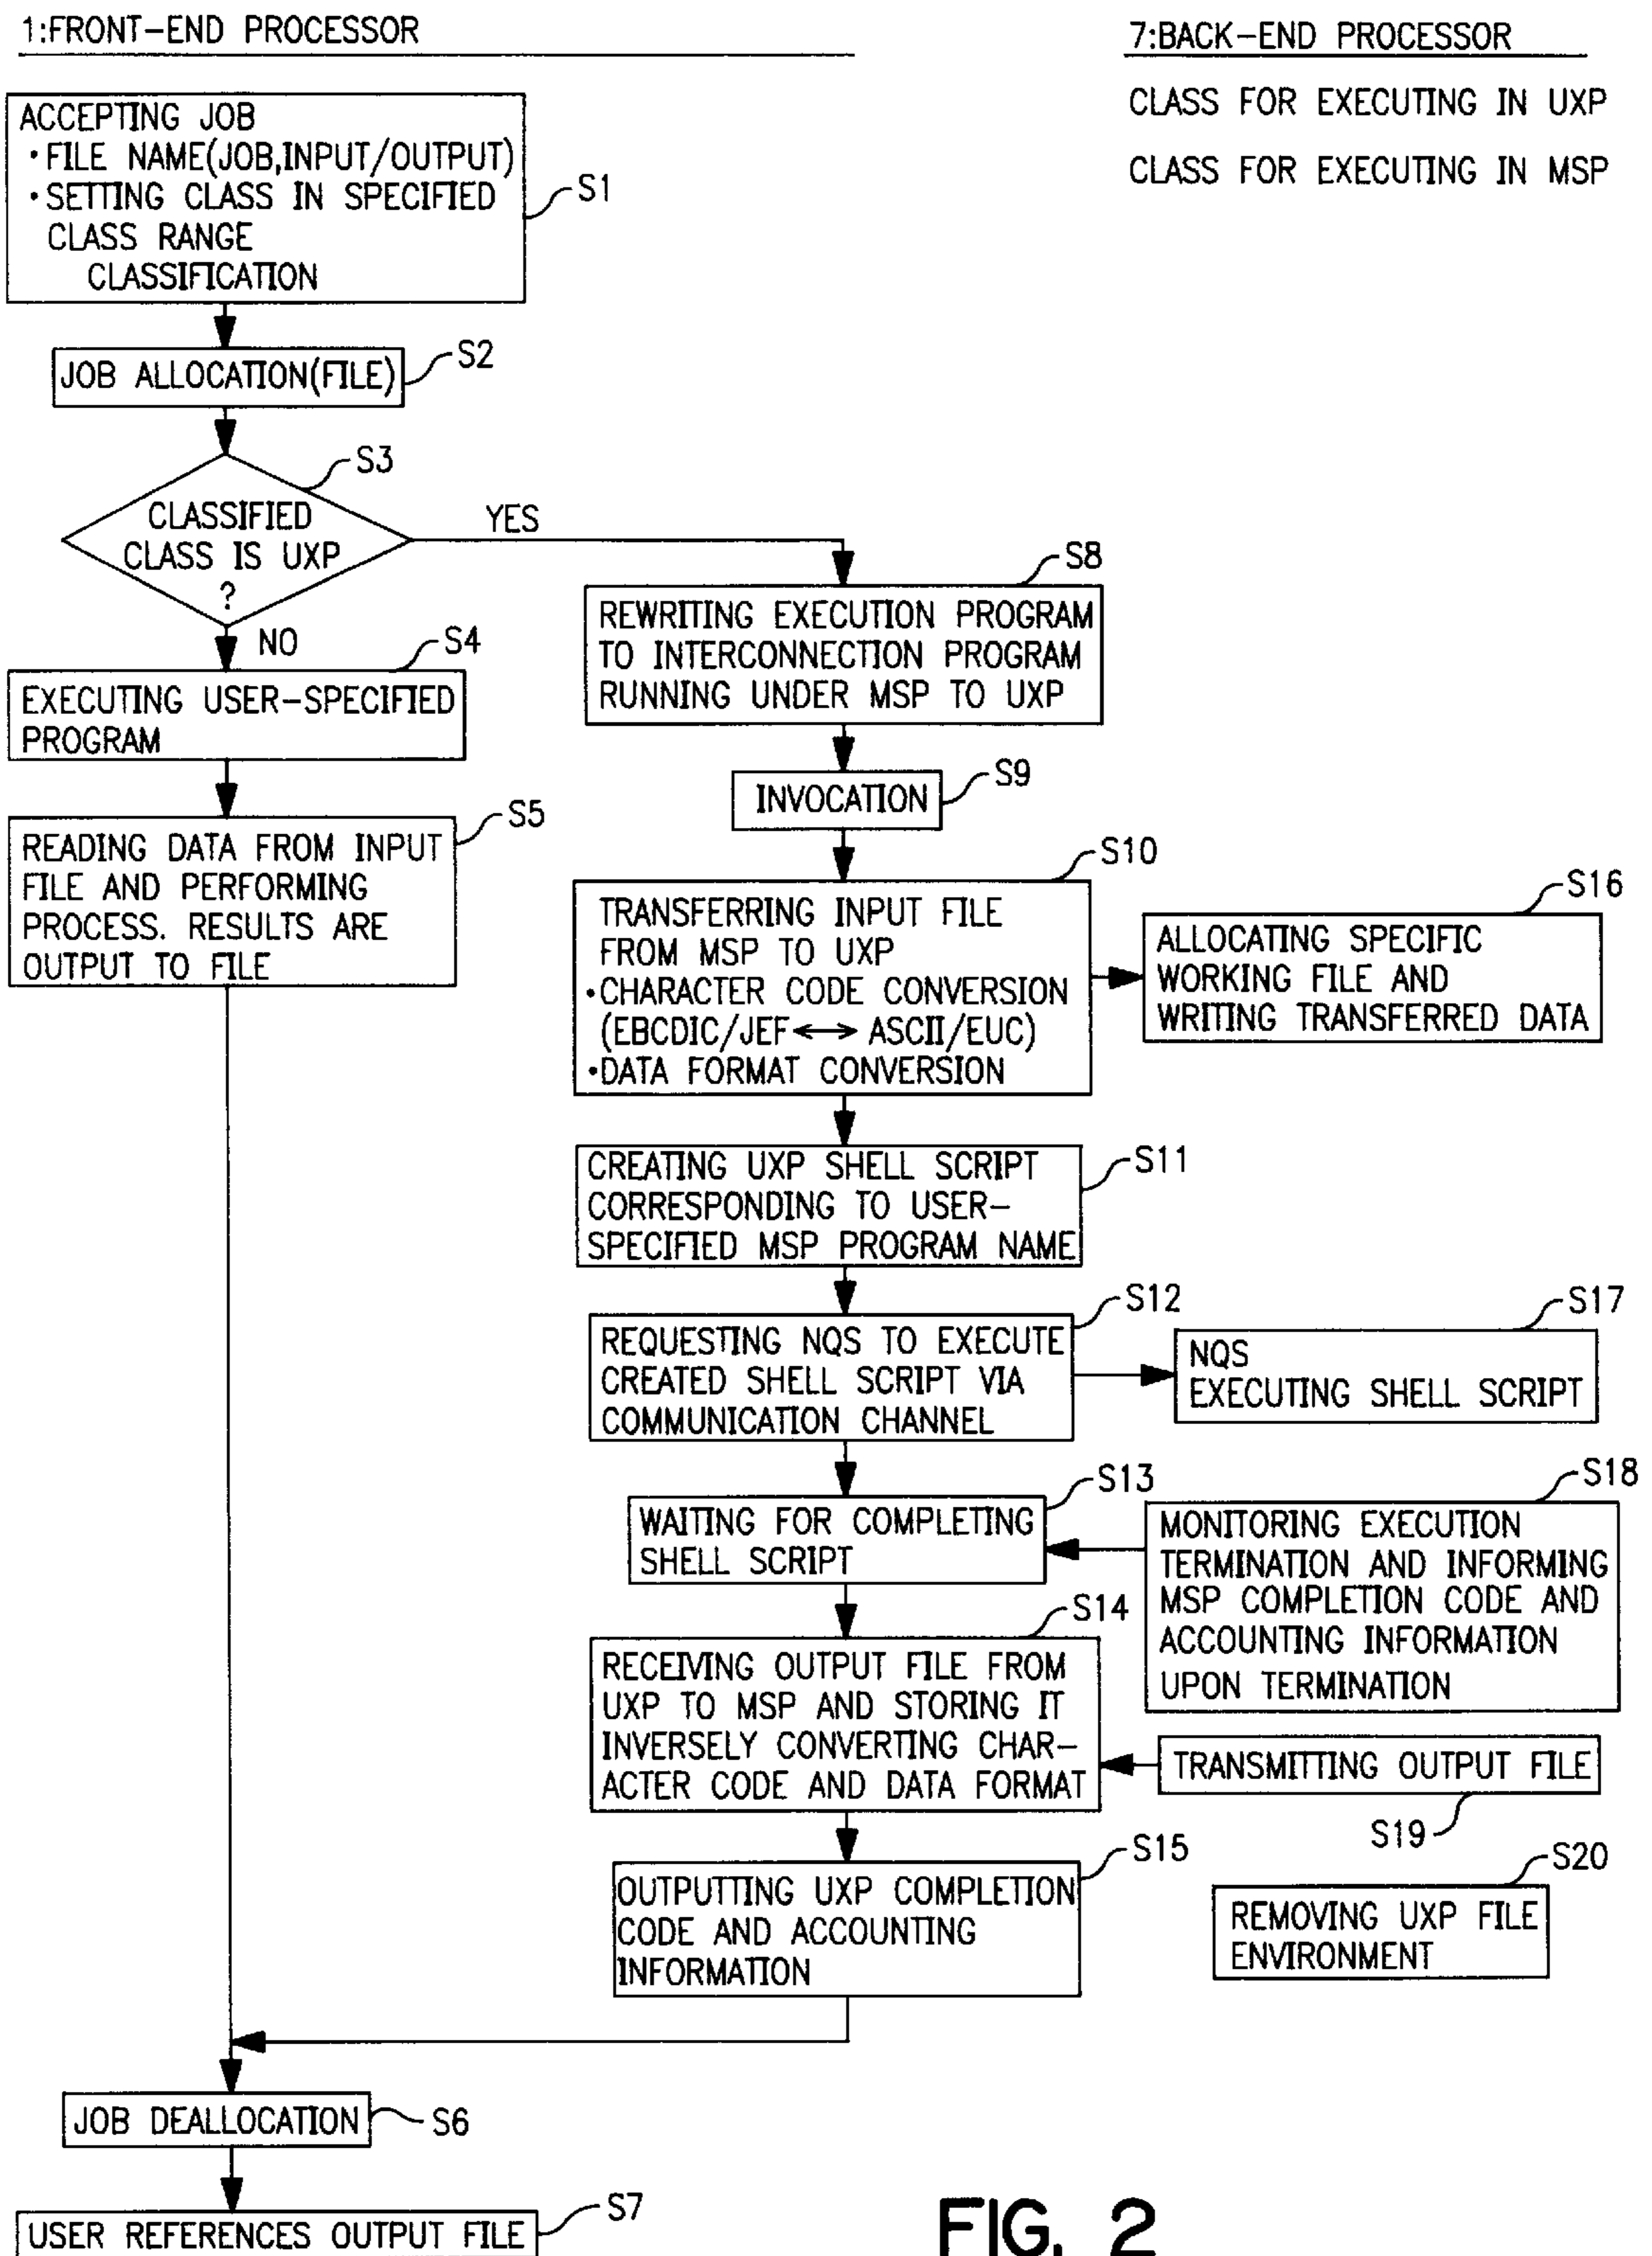 1:FRONT-END PROCESSOR
7:BACK-END PROCESSOR
CLASS FOR EXECUTING IN UXP
CLASS FOR EXECUTING IN MSP
ACCEPTING JOB
·FILE NAME(JOB,INPUT/OUTPUT)
·SETTING CLASS IN SPECIFIED
CLASS RANGE
CLASSIFICATION
S1
JOB ALLOCATION(FILE)
S2
S3
CLASSIFIED
CLASS IS UXP
?
YES
NO
S4
EXECUTING USER-SPECIFIED
PROGRAM
S5
READING DATA FROM INPUT
FILE AND PERFORMING
PROCESS. RESULTS ARE
OUTPUT TO FILE
S8
REWRITING EXECUTION PROGRAM
TO INTERCONNECTION PROGRAM
RUNNING UNDER MSP TO UXP
S9
INVOCATION
S10
TRANSFERRING INPUT FILE
FROM MSP TO UXP
·CHARACTER CODE CONVERSION
(EBCDIC/JEF↔ASCII/EUC)
·DATA FORMAT CONVERSION
S16
ALLOCATING SPECIFIC
WORKING FILE AND
WRITING TRANSFERRED DATA
S11
CREATING UXP SHELL SCRIPT
CORRESPONDING TO USER-
SPECIFIED MSP PROGRAM NAME
S12
REQUESTING NQS TO EXECUTE
CREATED SHELL SCRIPT VIA
COMMUNICATION CHANNEL
S17
NQS
EXECUTING SHELL SCRIPT
S13
WAITING FOR COMPLETING
SHELL SCRIPT
S18
MONITORING EXECUTION
TERMINATION AND INFORMING
MSP COMPLETION CODE AND
ACCOUNTING INFORMATION
UPON TERMINATION
S14
RECEIVING OUTPUT FILE FROM
UXP TO MSP AND STORING IT
INVERSELY CONVERTING CHAR-
ACTER CODE AND DATA FORMAT
TRANSMITTING OUTPUT FILE
S19
S15
OUTPUTTING UXP COMPLETION
CODE AND ACCOUNTING
INFORMATION
S20
REMOVING UXP FILE
ENVIRONMENT
JOB DEALLOCATION
S6
USER REFERENCES OUTPUT FILE
S7
FIG. 2